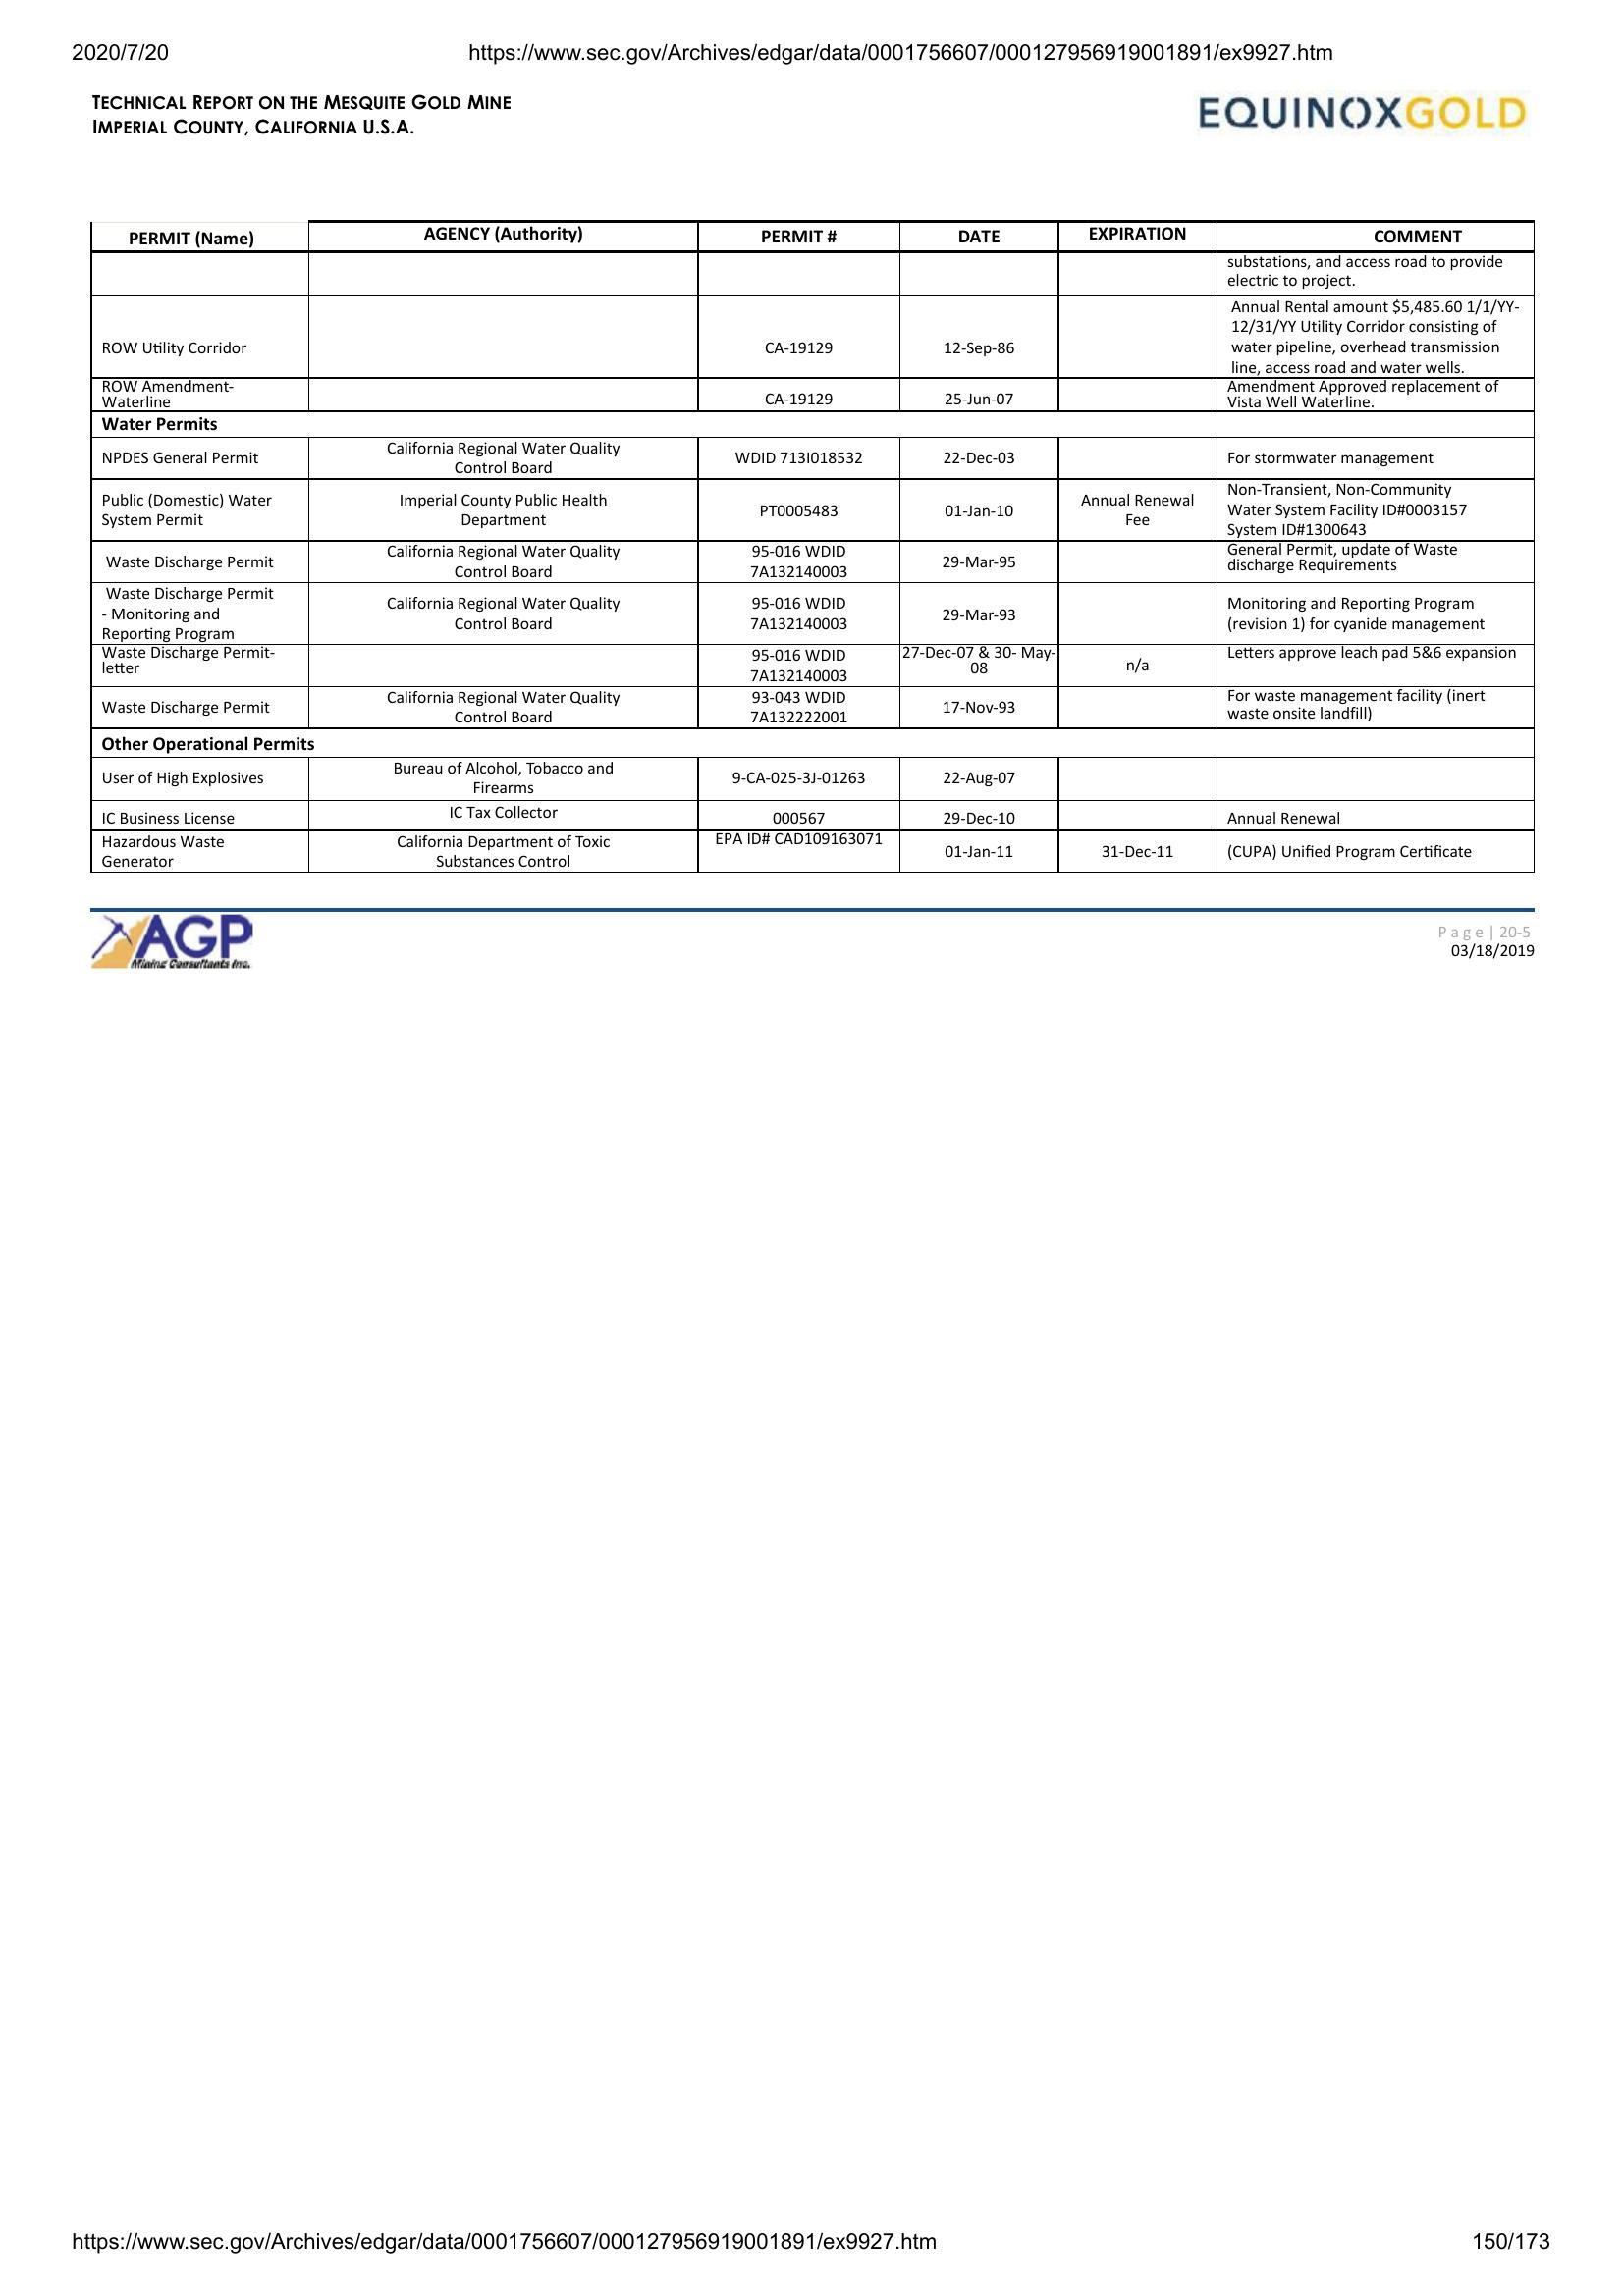 2020/7/20 https://www.sec.gov/Archives/edgar/data/0001756607/000127956919001891/ex9927.htm
TECHNICAL REPORT ON THE MESQUITE GOLD MINE
IMPERIAL COUNTY, CALIFORNIA U.S.A.
EQUINOXGOLD
PERMIT (Name) AGENCY (Authority) PERMIT # DATE EXPIRATION COMMENT
substations, and access road to provide
electric to project.
ROW Utility Corridor CA-19129 12-Sep-86 Annual Rental amount $5,485.60 1/1/YY-
12/31/YY Utility Corridor consisting of
water pipeline, overhead transmission
line, access road and water wells.
ROW Amendment-
Waterline CA-19129 25-Jun-07 Amendment Approved replacement of
Vista Well Waterline.
Water Permits
NPDES General Permit California Regional Water Quality
Control Board WDID 713I018532 22-Dec-03 For stormwater management
Public (Domestic) Water
System Permit Imperial County Public Health
Department PT0005483 01-Jan-10 Annual Renewal
Fee Non-Transient, Non-Community
Water System Facility ID#0003157
System ID#1300643
Waste Discharge Permit California Regional Water Quality
Control Board 95-016 WDID
7A132140003 29-Mar-95 General Permit, update of Waste
discharge Requirements
Waste Discharge Permit
- Monitoring and
Reporting Program California Regional Water Quality
Control Board 95-016 WDID
7A132140003 29-Mar-93 Monitoring and Reporting Program
(revision 1) for cyanide management
Waste Discharge Permit-
letter 95-016 WDID
7A132140003 27-Dec-07 & 30- May-
08 n/a Letters approve leach pad 5&6 expansion
Waste Discharge Permit California Regional Water Quality
Control Board 93-043 WDID
7A132222001 17-Nov-93 For waste management facility (inert
waste onsite landfill)
Other Operational Permits
User of High Explosives Bureau of Alcohol, Tobacco and
Firearms 9-CA-025-3J-01263 22-Aug-07
IC Business License IC Tax Collector 000567 29-Dec-10 Annual Renewal
Hazardous Waste
Generator California Department of Toxic
Substances Control EPA ID# CAD109163071 01-Jan-11 31-Dec-11 (CUPA) Unified Program Certificate
AGP
Mining Consultants Inc.
Page | 20-5
03/18/2019
https://www.sec.gov/Archives/edgar/data/0001756607/000127956919001891/ex9927.htm 150/173